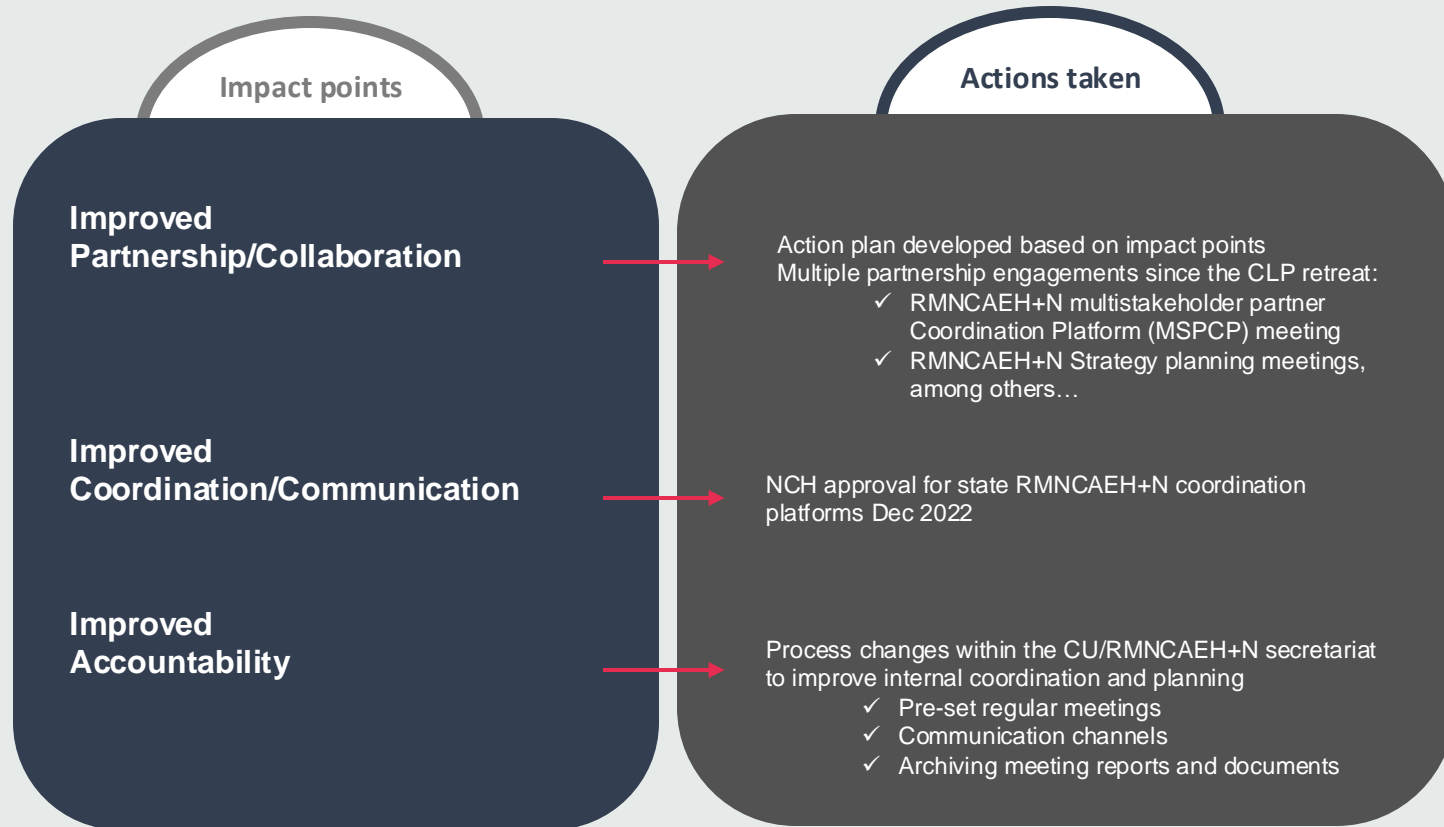 Impact points
Improved
Partnership/Collaboration
Improved
Coordination/Communication
Improved
Accountability
Actions taken
Action plan developed based on impact points
Multiple partnership engagements since the CLP retreat:
✓ RMNCAEH+N multistakeholder partner
Coordination Platform (MSPCP) meeting
✓ RMNCAEH+N Strategy planning meetings,
among others…
NCH approval for state RMNCAEH+N coordination
platforms Dec 2022
Process changes within the CU/RMNCAEH+N secretariat
to improve internal coordination and planning
✓ Pre-set regular meetings
✓ Communication channels
✓ Archiving meeting reports and documents